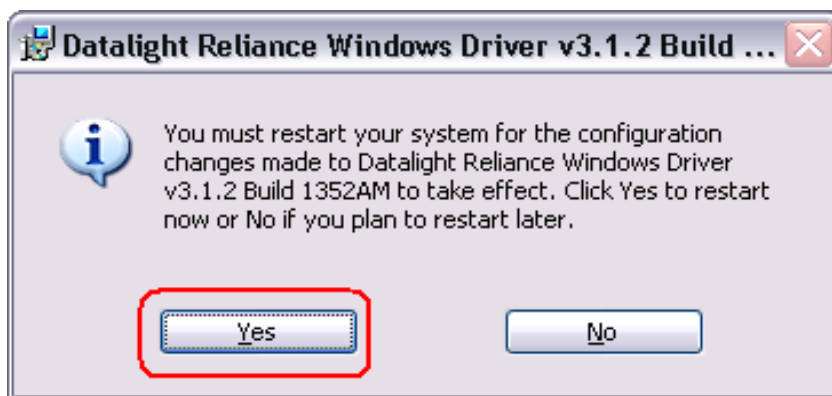 Datalight Reliance Windows Driver v3.1.2 Build ...
You must restart your system for the configuration
changes made to Datalight Reliance Windows Driver
v3.1.2 Build 1352AM to take effect. Click Yes to restart
now or No if you plan to restart later.
Yes No